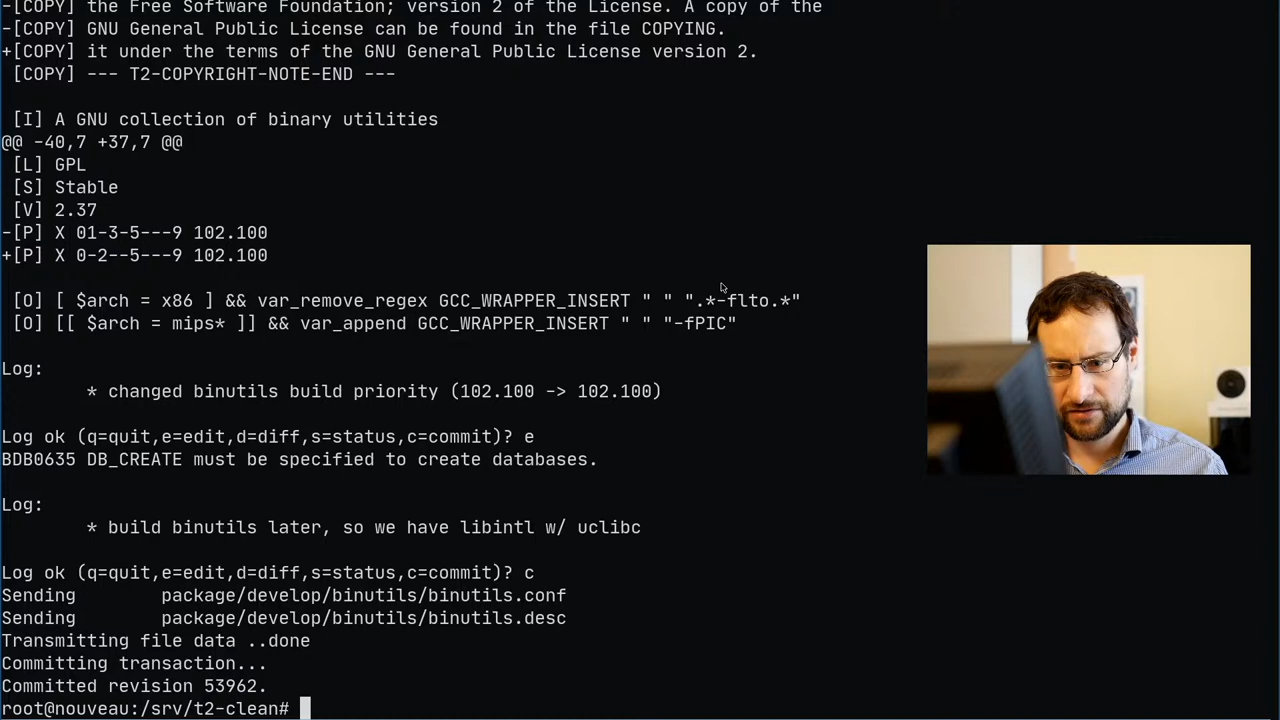 -[COPY] the Free Software Foundation; version 2 of the License. A copy of the
-[COPY] GNU General Public License can be found in the file COPYING.
+[COPY] it under the terms of the GNU General Public License version 2.
 [COPY] --- T2-COPYRIGHT-NOTE-END ---
 [I] A GNU collection of binary utilities
@@ -40,7 +37,7 @@
 [L] GPL
 [S] Stable
 [V] 2.37
-[P] X 01-3-5---9 102.100
+[P] X 0-2--5---9 102.100
 [O] [ $arch = x86 ] && var_remove_regex GCC_WRAPPER_INSERT " " ".*-flto.*"
 [O] [[ $arch = mips* ]] && var_append GCC_WRAPPER_INSERT " " "-fPIC"
Log:
        * changed binutils build priority (102.100 -> 102.100)
Log ok (q=quit,e=edit,d=diff,s=status,c=commit)? e
BDB0635 DB_CREATE must be specified to create databases.
Log:
        * build binutils later, so we have libintl w/ uclibc
Log ok (q=quit,e=edit,d=diff,s=status,c=commit)? c
Sending        package/develop/binutils/binutils.conf
Sending        package/develop/binutils/binutils.desc
Transmitting file data ..done
Committing transaction...
Committed revision 53962.
root@nouveau:/srv/t2-clean#